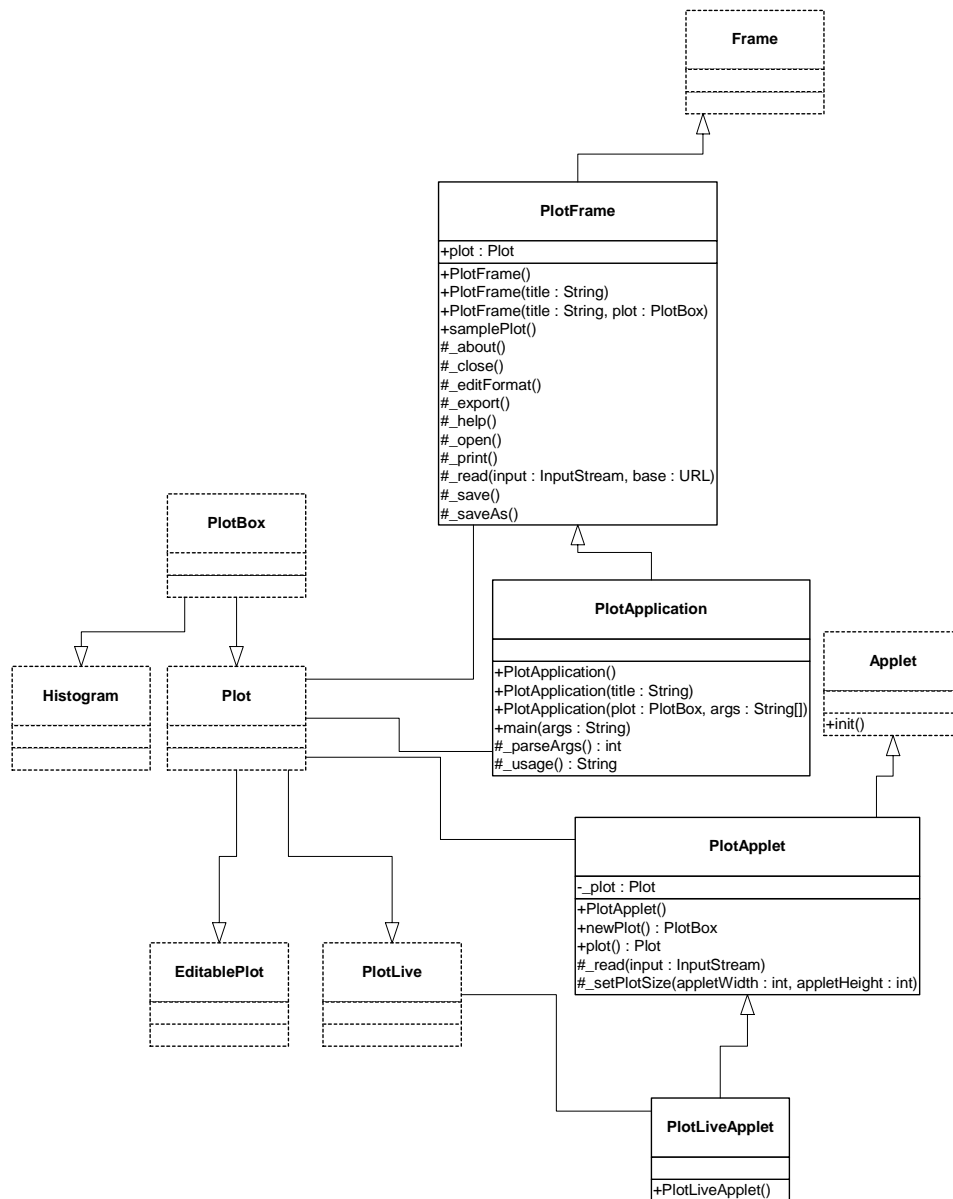 Frame
PlotFrame
+plot : Plot
+PlotFrame()
+PlotFrame(title : String)
+PlotFrame(title : String, plot : PlotBox)
+samplePlot()
#_about()
#_close()
#_editFormat()
#_export()
#_help()
#_open()
#_print()
#_read(input : InputStream, base : URL)
#_save()
#_saveAs()
PlotBox
PlotApplication
+PlotApplication()
+PlotApplication(title : String)
+PlotApplication(plot : PlotBox, args : String[])
+main(args : String)
#_parseArgs() : int
#_usage() : String
Applet
+init()
Histogram
Plot
PlotApplet
-_plot : Plot
+PlotApplet()
+newPlot() : PlotBox
+plot() : Plot
#_read(input : InputStream)
#_setPlotSize(appletWidth : int, appletHeight : int)
EditablePlot
PlotLive
PlotLiveApplet
+PlotLiveApplet()